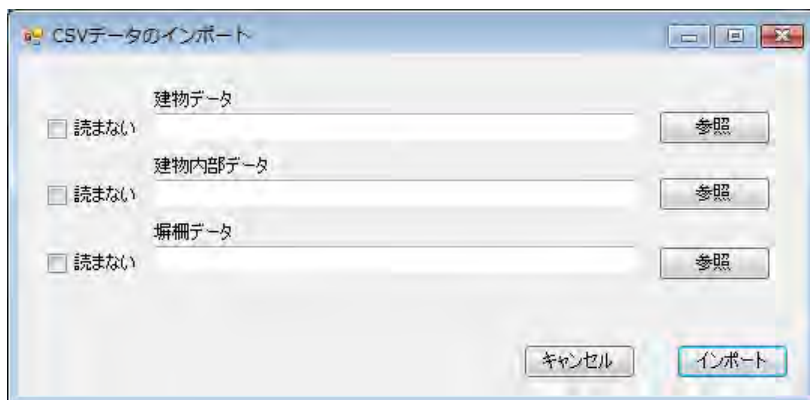 CSVデータのインポート
建物データ
読まない
参照
建物内部データ
読まない
参照
塀柵データ
読まない
参照
キャンセル
インポート